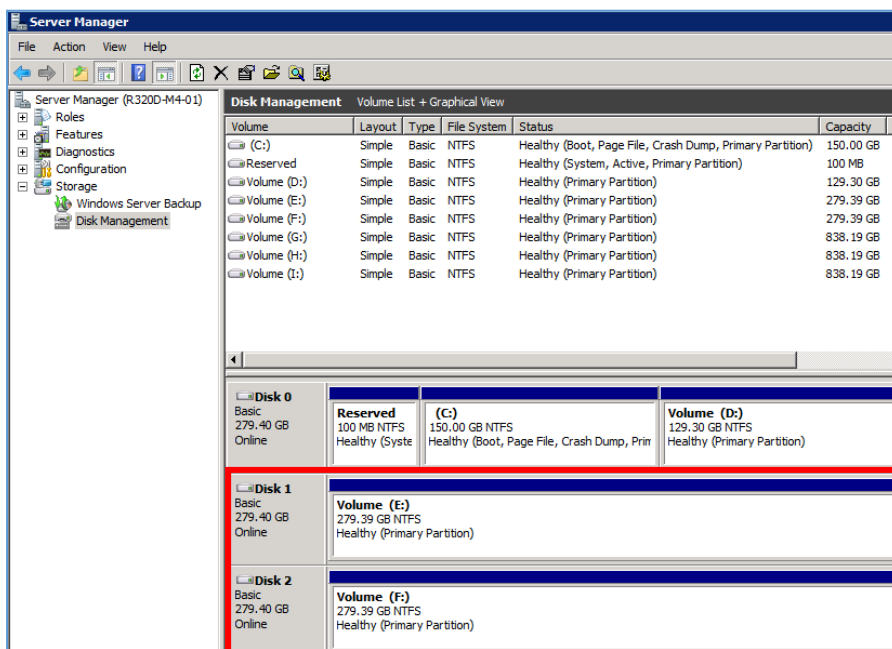 Server Manager
File Action View Help
Server Manager (R320D-M4-01)
Roles
Features
Diagnostics
Configuration
Storage
Windows Server Backup
Disk Management
Disk Management Volume List + Graphical View
Volume Layout Type File System Status Capacity
(C:) Simple Basic NTFS Healthy (Boot, Page File, Crash Dump, Primary Partition) 150.00 GB
Reserved Simple Basic NTFS Healthy (System, Active, Primary Partition) 100 MB
Volume (D:) Simple Basic NTFS Healthy (Primary Partition) 129.30 GB
Volume (E:) Simple Basic NTFS Healthy (Primary Partition) 279.39 GB
Volume (F:) Simple Basic NTFS Healthy (Primary Partition) 279.39 GB
Volume (G:) Simple Basic NTFS Healthy (Primary Partition) 838.19 GB
Volume (H:) Simple Basic NTFS Healthy (Primary Partition) 838.19 GB
Volume (I:) Simple Basic NTFS Healthy (Primary Partition) 838.19 GB
Disk 0
Basic
279.40 GB
Online
Reserved
100 MB NTFS
Healthy (Syste
(C:)
150.00 GB NTFS
Healthy (Boot, Page File, Crash Dump, Prin
Volume (D:)
129.30 GB NTFS
Healthy (Primary Partition)
Disk 1
Basic
279.40 GB
Online
Volume (E:)
279.39 GB NTFS
Healthy (Primary Partition)
Disk 2
Basic
279.40 GB
Online
Volume (F:)
279.39 GB NTFS
Healthy (Primary Partition)